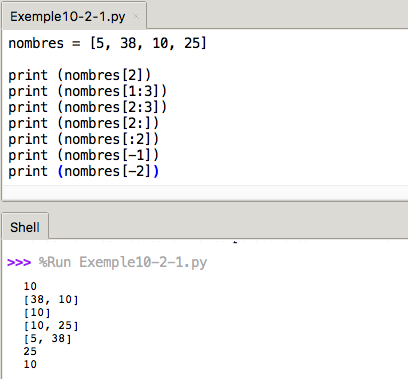 Exemple10-2-1.py
nombres = [5, 38, 10, 25]
print (nombres[2])
print (nombres[1:3])
print (nombres[2:3])
print (nombres[2:])
print (nombres[:2])
print (nombres[-1])
print (nombres[-2])
Shell
>>> %Run Exemple10-2-1.py
10
[38, 10]
[10]
[10, 25]
[5, 38]
25
10